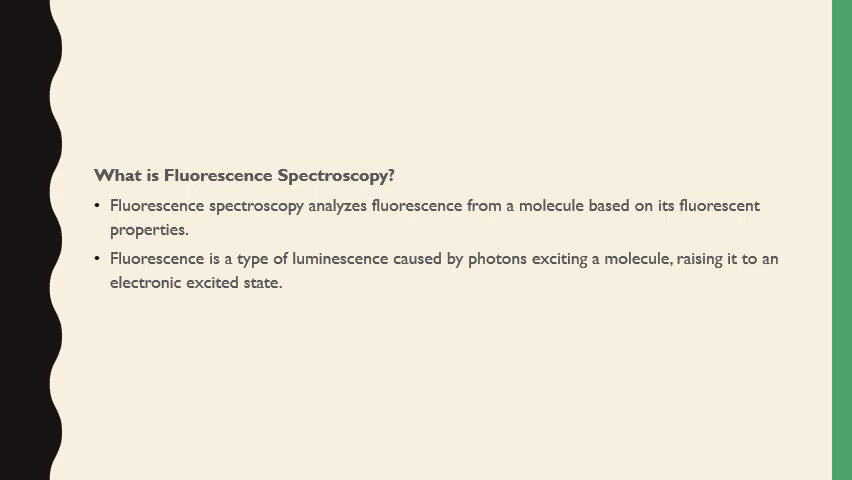 What is Fluorescence Spectroscopy?
• Fluorescence spectroscopy analyzes fluorescence from a molecule based on its fluorescent
properties.
• Fluorescence is a type of luminescence caused by photons exciting a molecule, raising it to an
electronic excited state.